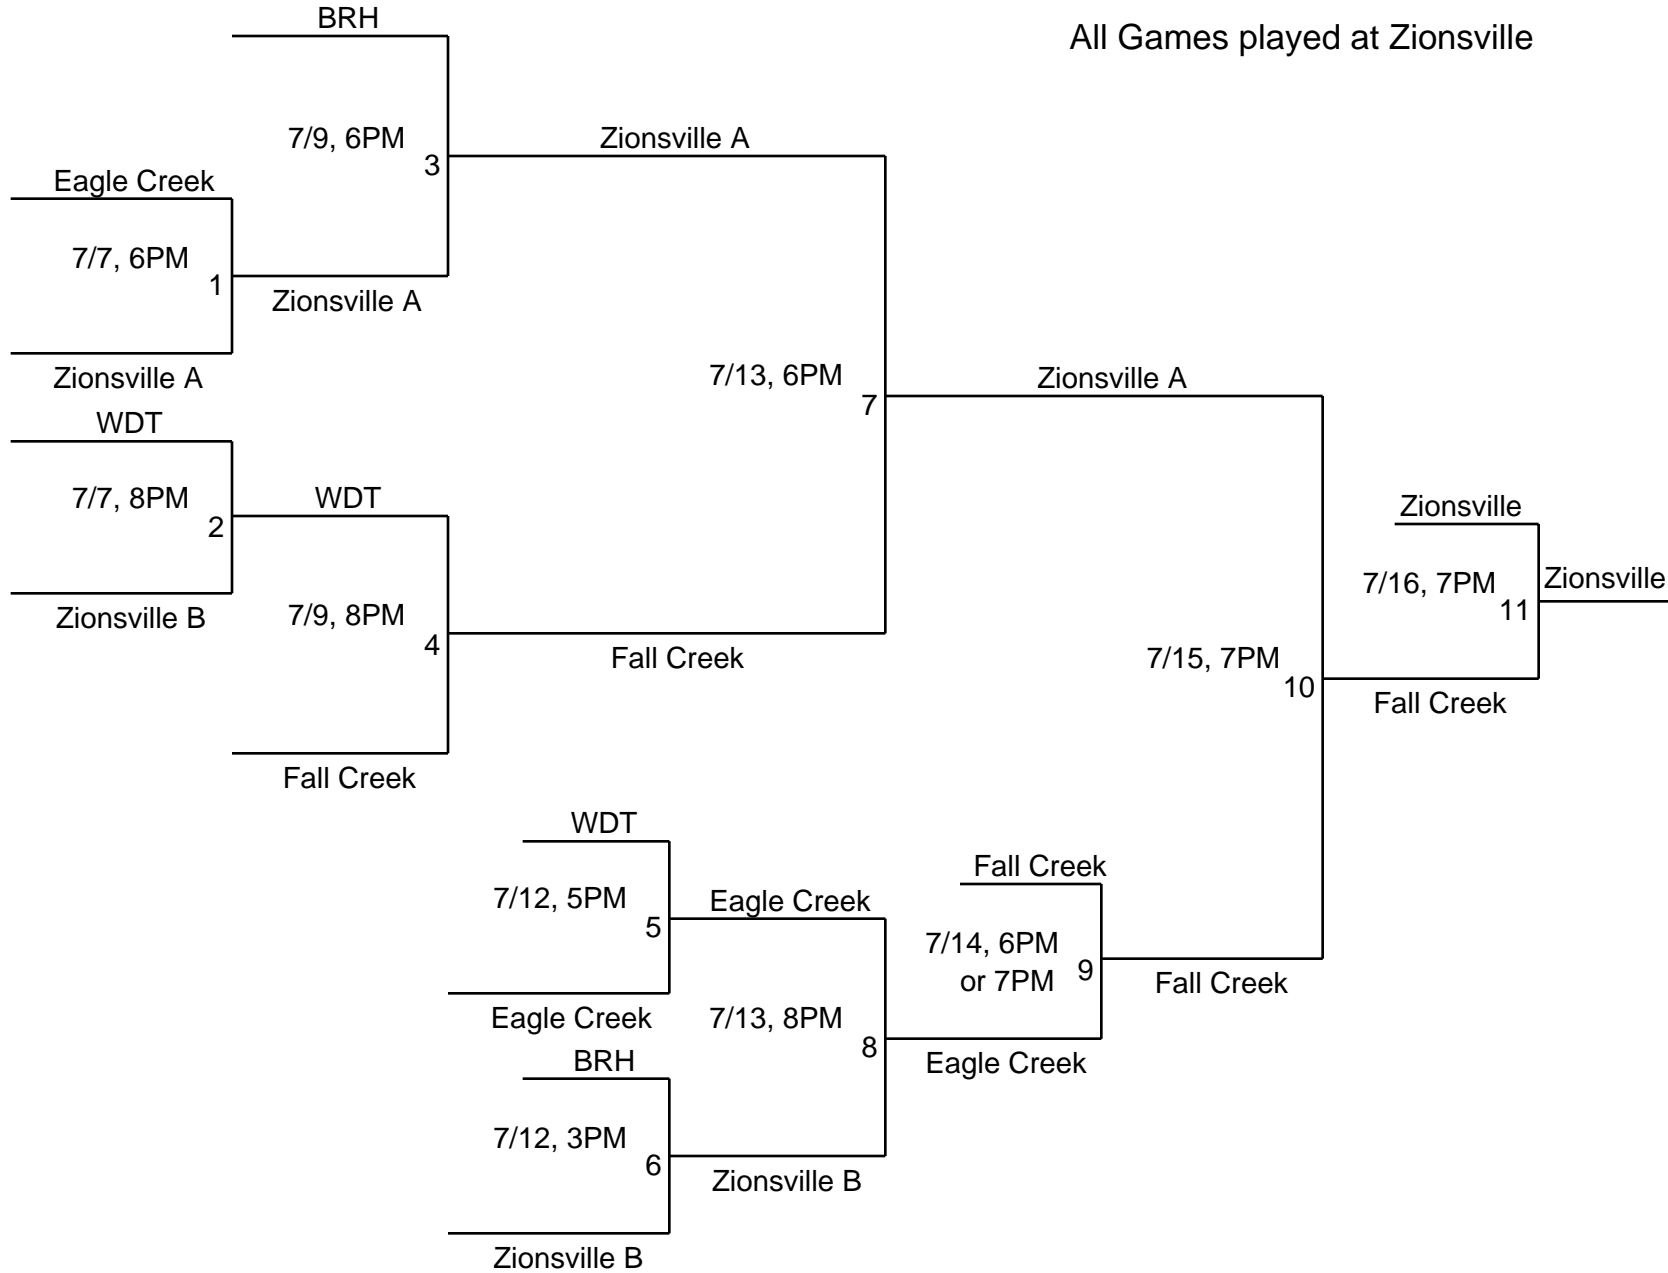 BRH
All Games played at Zionsville
7/9, 6PM
3
Zionsville A
Eagle Creek
7/7, 6PM
1
Zionsville A
Zionsville A
7/13, 6PM
7
Zionsville A
WDT
7/7, 8PM
2
WDT
Zionsville B
7/9, 8PM
4
Fall Creek
Fall Creek
Zionsville
7/16, 7PM
11
Zionsville
7/15, 7PM
10
Fall Creek
WDT
7/12, 5PM
5
Eagle Creek
Eagle Creek
7/13, 8PM
8
Fall Creek
7/14, 6PM
or 7PM
9
Fall Creek
Eagle Creek
BRH
7/12, 3PM
6
Zionsville B
Zionsville B